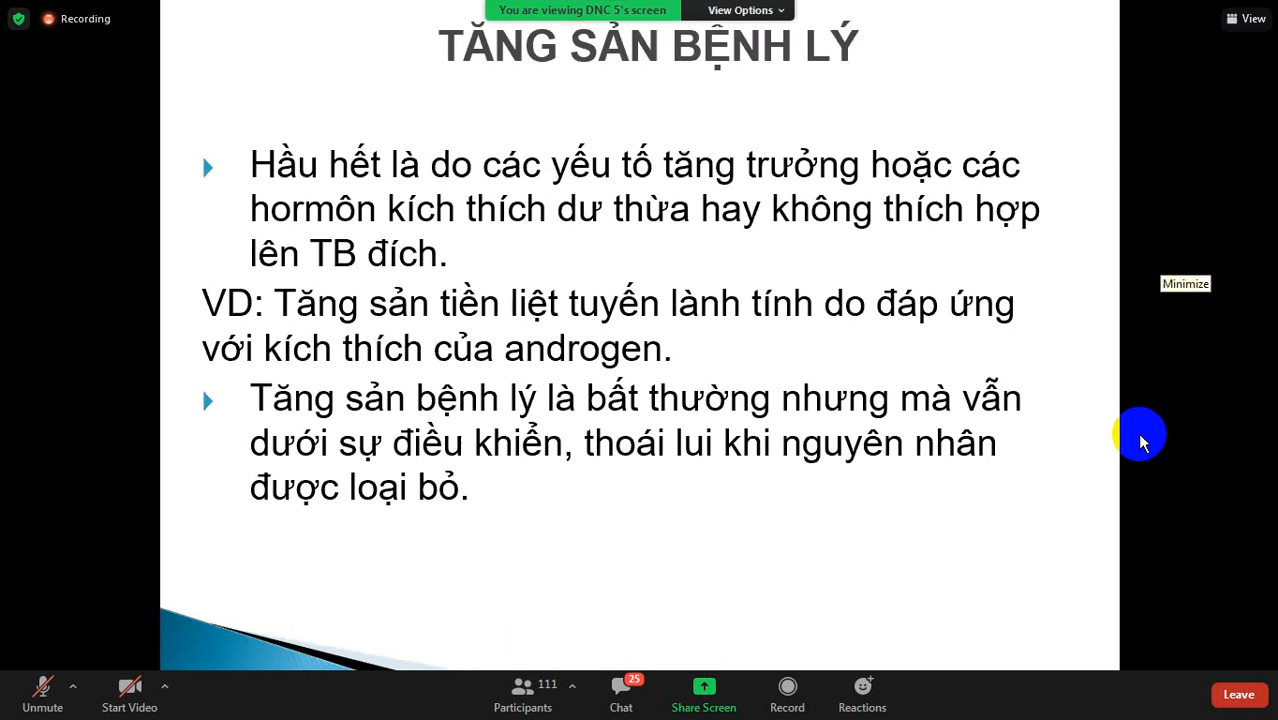 You are viewing DNC 5's screen
View Options
Recording
View
TĂNG SẢN BỆNH LÝ
Hầu hết là do các yếu tố tăng trưởng hoặc các
hormôn kích thích dư thừa hay không thích hợp
lên TB đích.
Minimize
VD: Tăng sản tiền liệt tuyến lành tính do đáp ứng
với kích thích của androgen.
Tăng sản bệnh lý là bất thường nhưng mà vẫn
dưới sự điều khiển, thoái lui khi nguyên nhân
được loại bỏ.
111
25
Unmute
Start Video
Participants
Chat
Share Screen
Record
Reactions
Leave